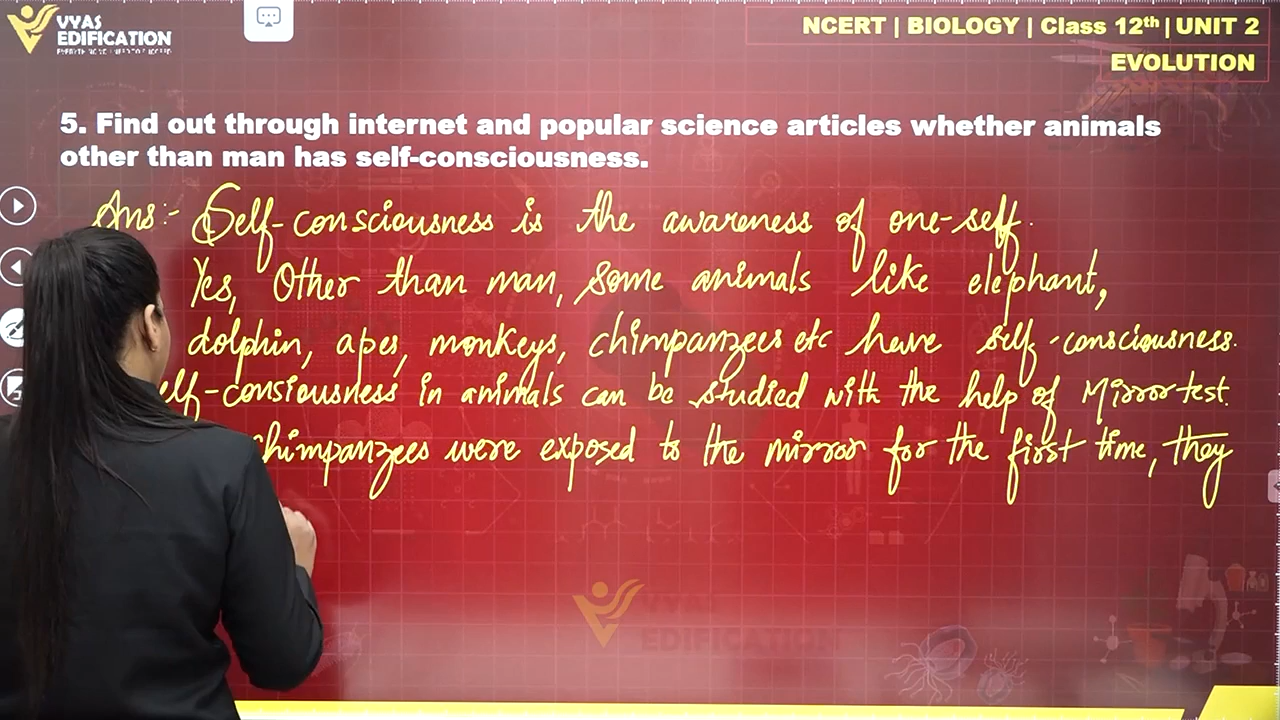 VYAS
EDIFICATION
NCERT | BIOLOGY | Class 12th | UNIT 2
EVOLUTION
5. Find out through internet and popular science articles whether animals
other than man has self-consciousness.
Ans:- Self-consciousness is the awareness of one-self.
Yes, Other than man, some animals like elephant,
dolphin, apes, monkeys, chimpanzees etc have self-consciousness.
elf-consiousness in animals can be studied with the help of Mirror test.
chimpanzees were exposed to the mirror for the first time, they
VYAS
EDIFICATION